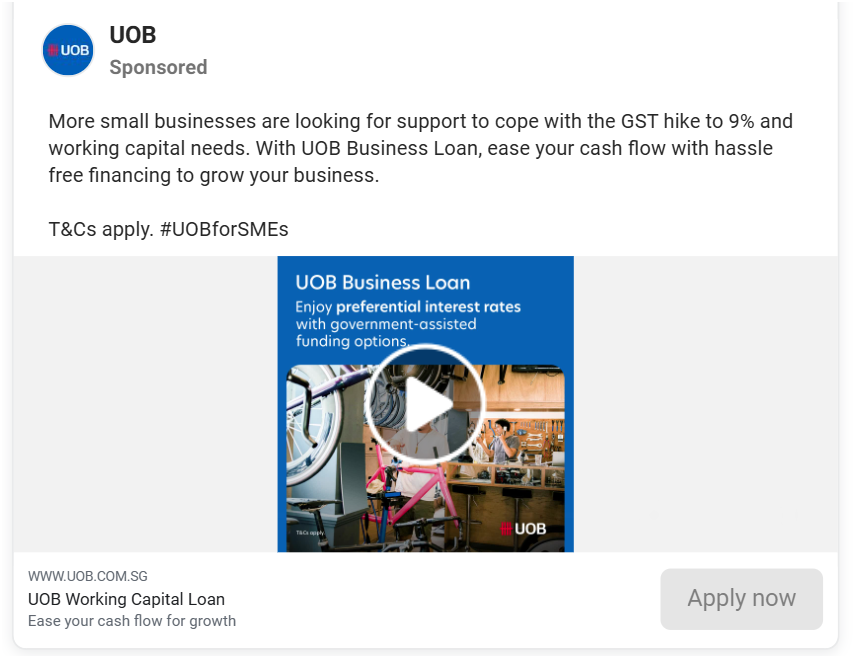 UOB
UOB
Sponsored
More small businesses are looking for support to cope with the GST hike to 9% and
working capital needs. With UOB Business Loan, ease your cash flow with hassle
free financing to grow your business.
T&Cs apply. #UOBforSMEs
UOB Business Loan
Enjoy preferential interest rates
with government-assisted
funding options.
T&Cs apply.
UOB
WWW.UOB.COM.SG
UOB Working Capital Loan
Ease your cash flow for growth
Apply now